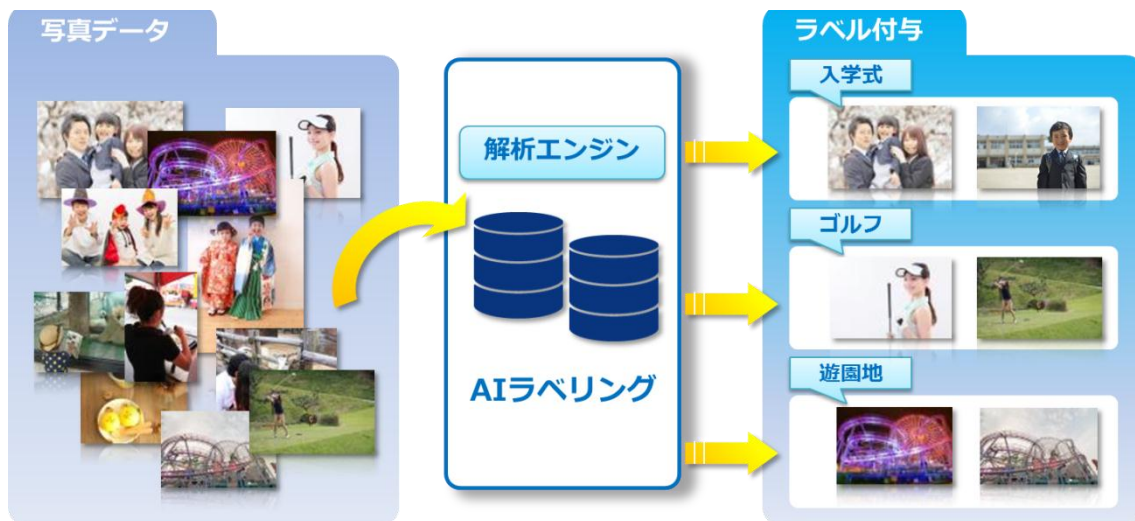 写真データ
解析エンジン
AIラベリング
ラベル付与
入学式
ゴルフ
遊園地